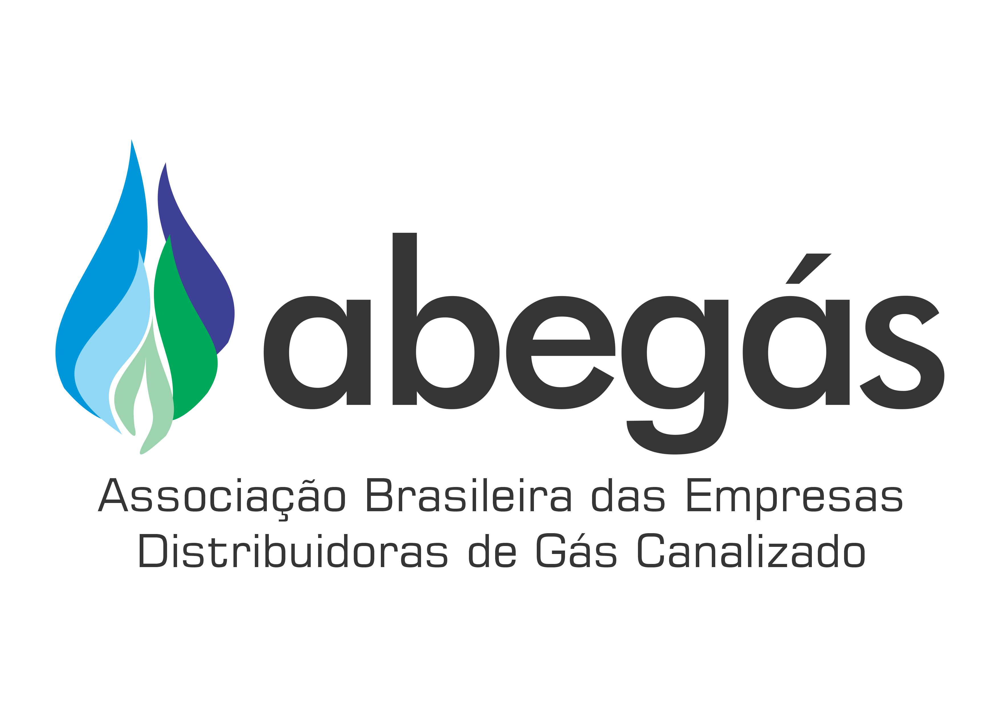 abegás
Associação Brasileira das Empresas
Distribuidoras de Gás Canalizado